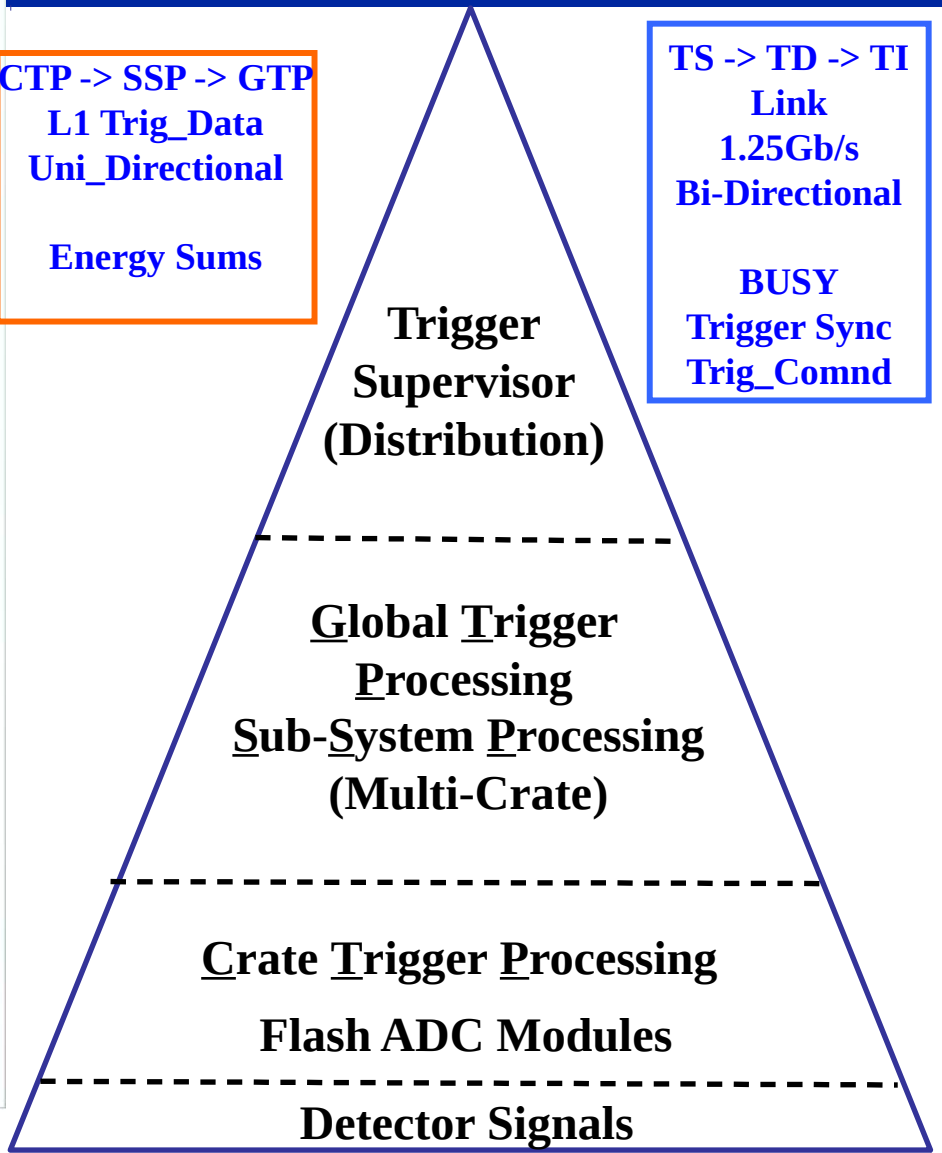 CTP -> SSP -> GTP
L1 Trig_Data
Uni_Directional
Energy Sums
TS -> TD -> TI
Link
1.25Gb/s
Bi-Directional
BUSY
Trigger Sync
Trig_Comnd
Trigger
Supervisor
(Distribution)
Global Trigger
Processing
Sub-System Processing
(Multi-Crate)
Crate Trigger Processing
Flash ADC Modules
Detector Signals